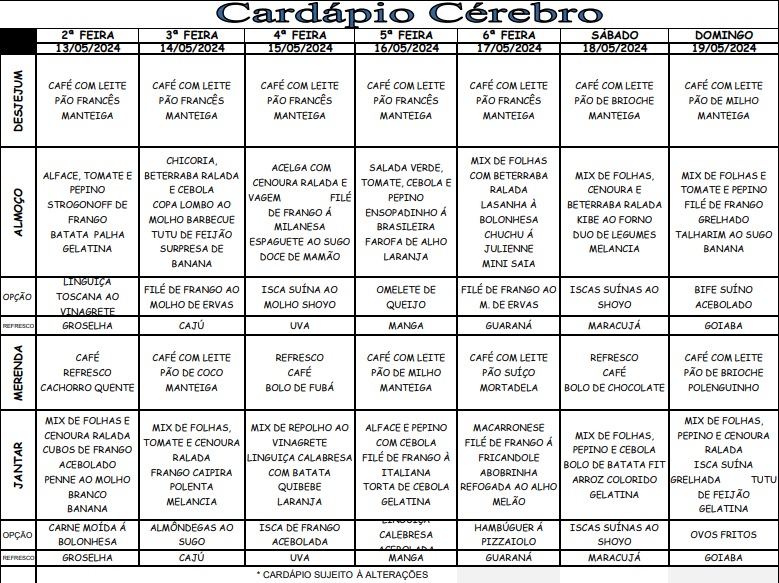 Cardápio Cérebro
2ª FEIRA 3ª FEIRA 4ª FEIRA 5ª FEIRA 6ª FEIRA SÁBADO DOMINGO
13/05/2024 14/05/2024 15/05/2024 16/05/2024 17/05/2024 18/05/2024 19/05/2024
DESJEJUM
CAFÉ COM LEITE
PÃO FRANCÊS
MANTEIGA
CAFÉ COM LEITE
PÃO FRANCÊS
MANTEIGA
CAFÉ COM LEITE
PÃO FRANCÊS
MANTEIGA
CAFÉ COM LEITE
PÃO FRANCÊS
MANTEIGA
CAFÉ COM LEITE
PÃO FRANCÊS
MANTEIGA
CAFÉ COM LEITE
PÃO DE BRIOCHE
MANTEIGA
CAFÉ COM LEITE
PÃO DE MILHO
MANTEIGA
ALMOÇO
ALFACE, TOMATE E
PEPINO
STROGONOFF DE
FRANGO
BATATA PALHA
GELATINA
CHICORIA,
BETERRABA RALADA
E CEBOLA
COPA LOMBO AO
MOLHO BARBECUE
TUTU DE FEIJÃO
SURPRESA DE
BANANA
ACELGA COM
CENOURA RALADA E
VAGEM FILÉ
DE FRANGO Á
MILANESA
ESPAGUETE AO SUGO
DOCE DE MAMÃO
SALADA VERDE,
TOMATE, CEBOLA E
PEPINO
ENSOPADINHO Á
BRASILEIRA
FAROFA DE ALHO
LARANJA
MIX DE FOLHAS
COM BETERRABA
RALADA
LASANHA À
BOLONHESA
CHUCHU Á
JULIENNE
MINI SAIA
MIX DE FOLHAS,
CENOURA E
BETERRABA RALADA
KIBE AO FORNO
DUO DE LEGUMES
MELANCIA
MIX DE FOLHAS E
TOMATE E PEPINO
FILÉ DE FRANGO
GRELHADO
TALHARIM AO SUGO
BANANA
OPÇÃO
LINGUIÇA
TOSCANA AO
VINAGRETE
FILÉ DE FRANGO AO
MOLHO DE ERVAS
ISCA SUÍNA AO
MOLHO SHOYO
OMELETE DE
QUEIJO
FILÉ DE FRANGO AO
M. DE ERVAS
ISCAS SUÍNAS AO
SHOYO
BIFE SUÍNO
ACEBOLADO
REFRESCO GROSELHA CAJÚ UVA MANGA GUARANÁ MARACUJÁ GOIABA
MERENDA
CAFÉ
REFRESCO
CACHORRO QUENTE
CAFÉ COM LEITE
PÃO DE COCO
MANTEIGA
REFRESCO
CAFÉ
BOLO DE FUBÁ
CAFÉ COM LEITE
PÃO DE MILHO
MANTEIGA
CAFÉ COM LEITE
PÃO SUÍÇO
MORTADELA
REFRESCO
CAFÉ
BOLO DE CHOCOLATE
CAFÉ COM LEITE
PÃO DE BRIOCHE
POLENGUINHO
JANTAR
MIX DE FOLHAS E
CENOURA RALADA
CUBOS DE FRANGO
ACEBOLADO
PENNE AO MOLHO
BRANCO
BANANA
MIX DE FOLHAS,
TOMATE E CENOURA
RALADA
FRANGO CAIPIRA
POLENTA
MELANCIA
MIX DE REPOLHO AO
VINAGRETE
LINGUIÇA CALABRESA
COM BATATA
QUIBEBE
LARANJA
ALFACE E PEPINO
COM CEBOLA
FILÉ DE FRANGO À
ITALIANA
TORTA DE CEBOLA
GELATINA
MACARRONESE
FILÉ DE FRANGO Á
FRICANDOLE
ABOBRINHA
REFOGADA AO ALHO
MELÃO
MIX DE FOLHAS,
PEPINO E CEBOLA
BOLO DE BATATA FIT
ARROZ COLORIDO
GELATINA
MIX DE FOLHAS,
PEPINO E CENOURA
RALADA
ISCA SUÍNA
GRELHADA TUTU
DE FEIJÃO
GELATINA
OPÇÃO
CARNE MOÍDA Á
BOLONHESA
ALMÔNDEGAS AO
SUGO
ISCA DE FRANGO
ACEBOLADA
LINGUIÇA
CALEBRESA
ACEBOLADA
HAMBÚGUER Á
PIZZAIOLO
ISCAS SUÍNAS AO
SHOYO
OVOS FRITOS
REFRESCO GROSELHA CAJÚ UVA MANGA GUARANÁ MARACUJÁ GOIABA
* CARDÁPIO SUJEITO À ALTERAÇÕES